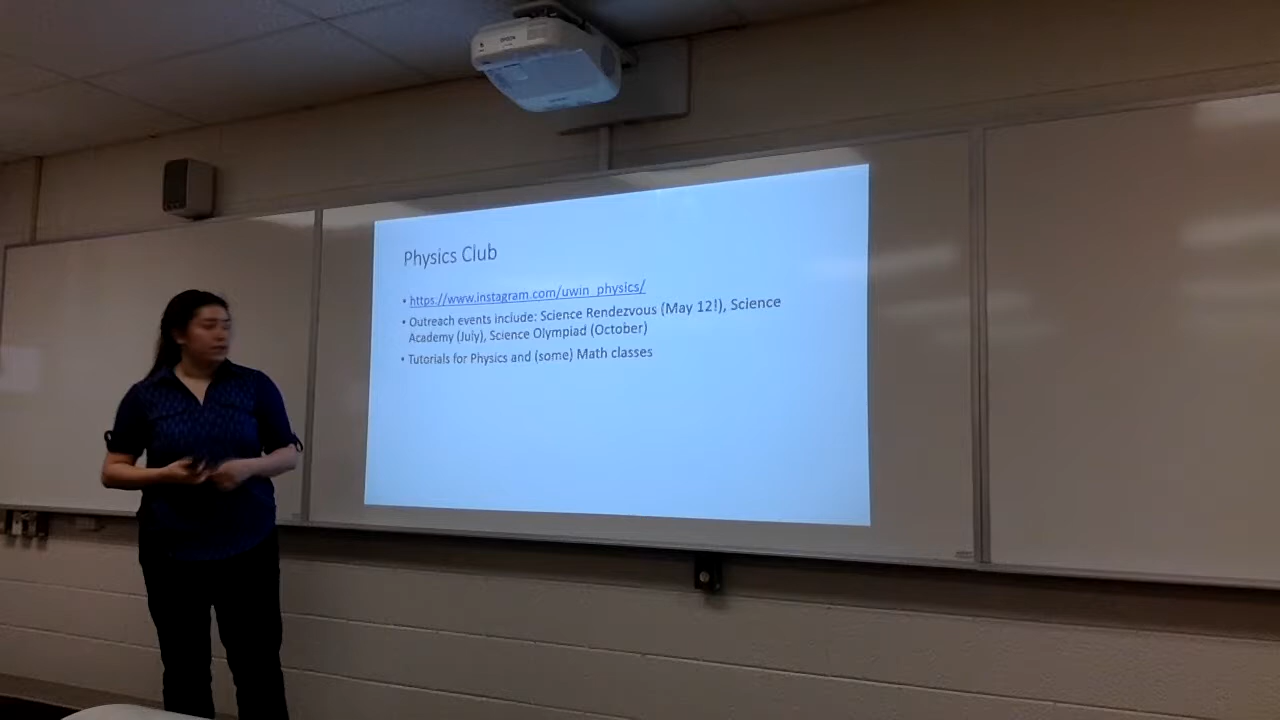 EPSON
Physics Club
• https://www.instagram.com/uwin_physics/
• Outreach events include: Science Rendezvous (May 12!), Science
Academy (July), Science Olympiad (October)
• Tutorials for Physics and (some) Math classes